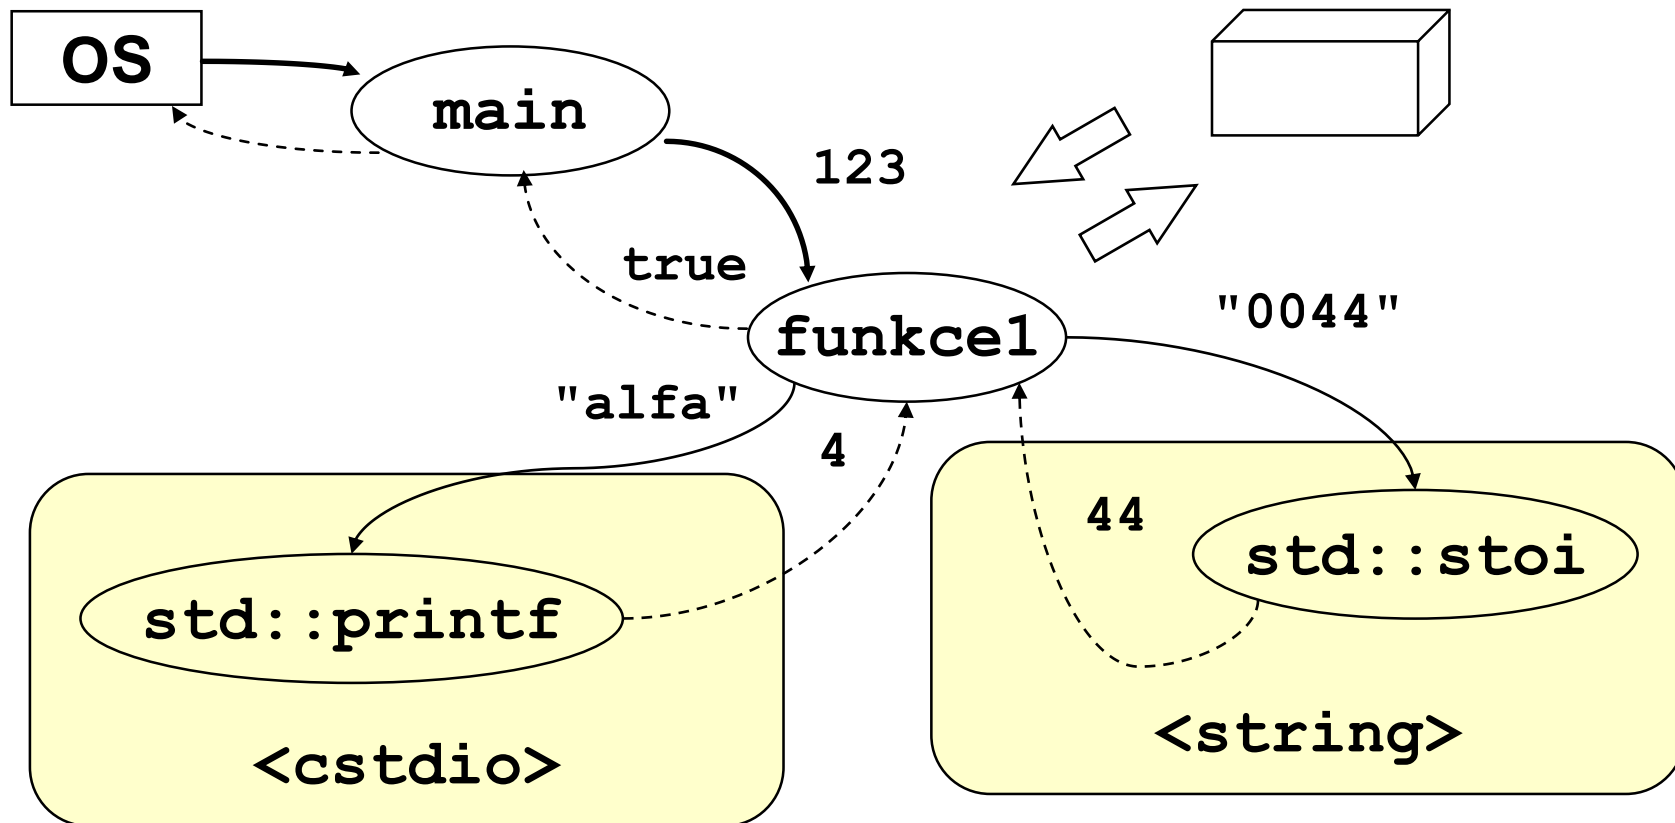 OS
main
123
true
funkce1
"0044"
"alfa"
4
44
std::stoi
std::printf
<string>
<cstdio>